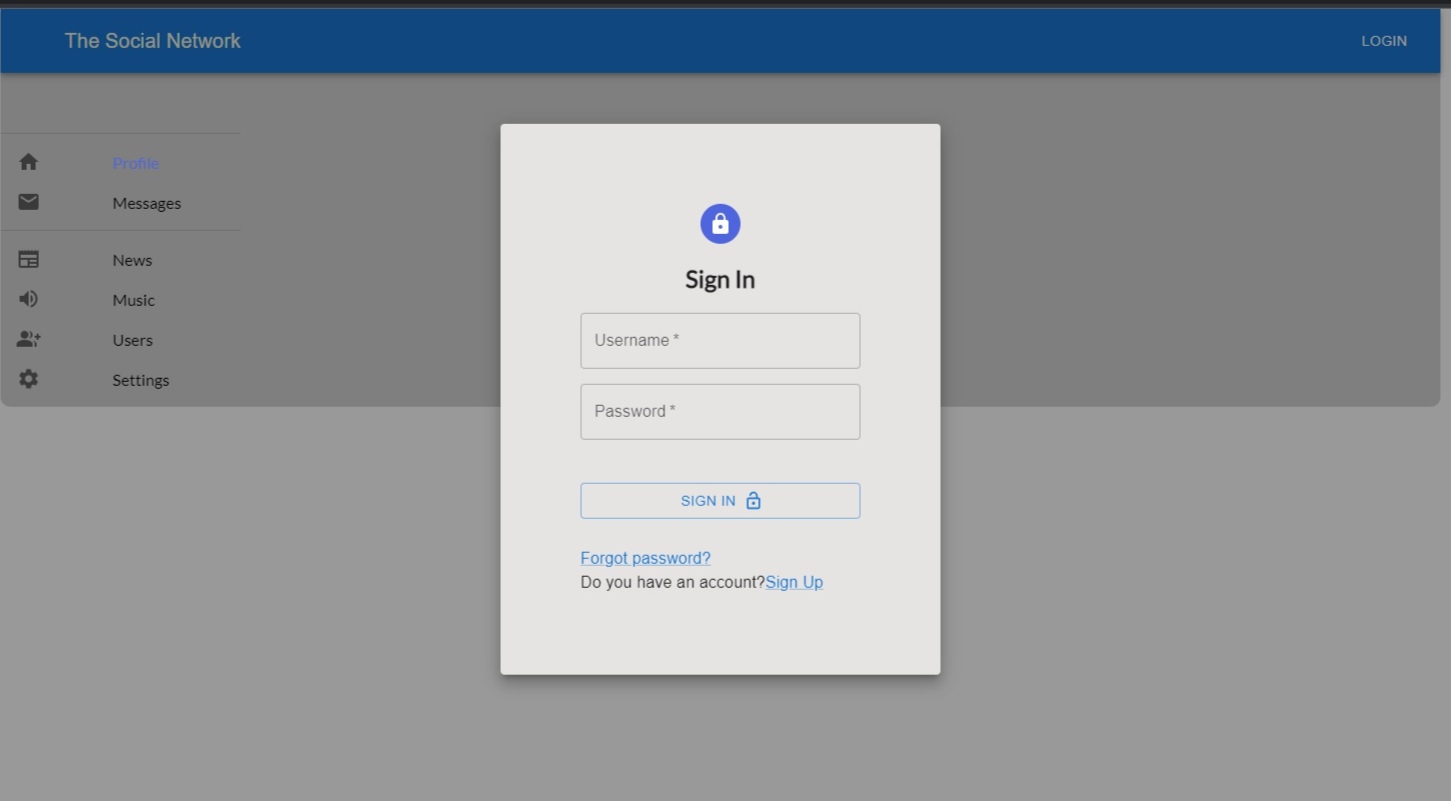 The Social Network
LOGIN
Profile
Messages
News
Music
Users
Settings
Sign In
Username *
Password *
SIGN IN
Forgot password?
Do you have an account?Sign Up